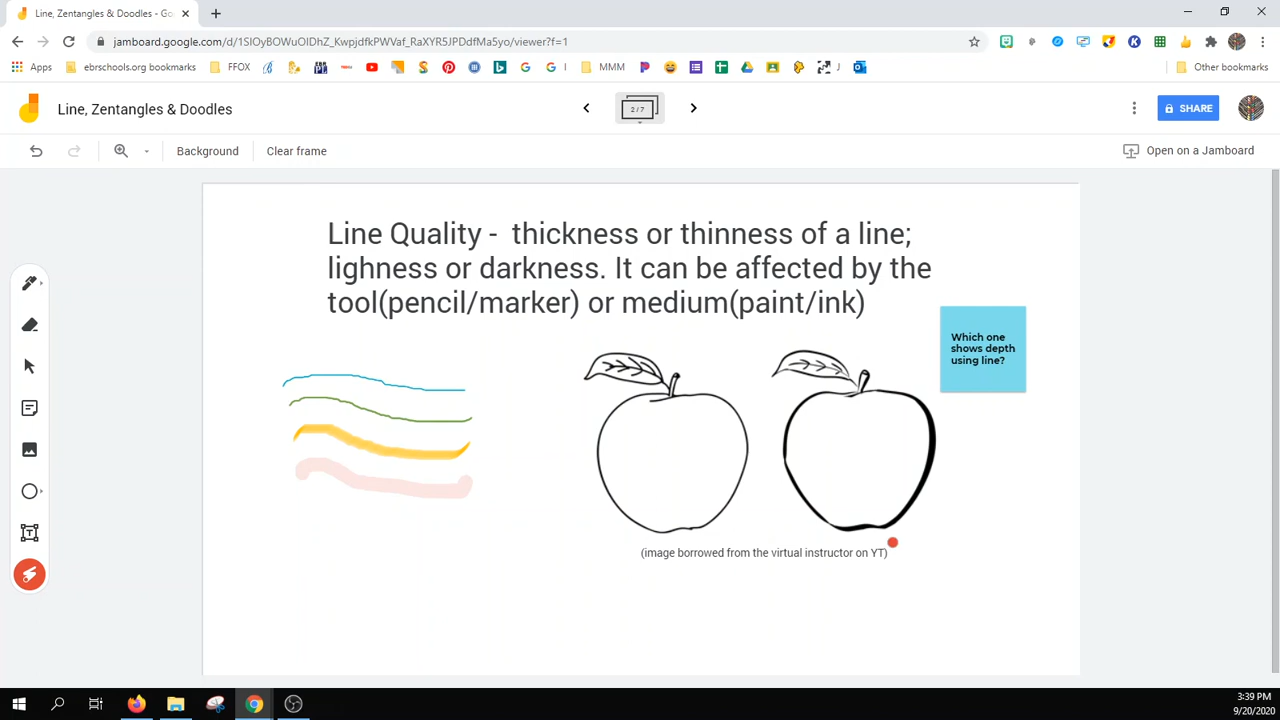 Line, Zentangles & Doodles - Go
jamboard.google.com/d/1SIOyBOWuOIDhZ_KwpjdfkPWVaf_RaXYR5JPDdfMa5yo/viewer?f=1
Apps
ebrschools.org bookmarks
FFOX
MMM
J
Other bookmarks
Line, Zentangles & Doodles
2 / 7
SHARE
Background
Clear frame
Open on a Jamboard
Line Quality - thickness or thinness of a line;
lighness or darkness. It can be affected by the
tool(pencil/marker) or medium(paint/ink)
Which one
shows depth
using line?
(image borrowed from the virtual instructor on YT)
3:39 PM
9/20/2020